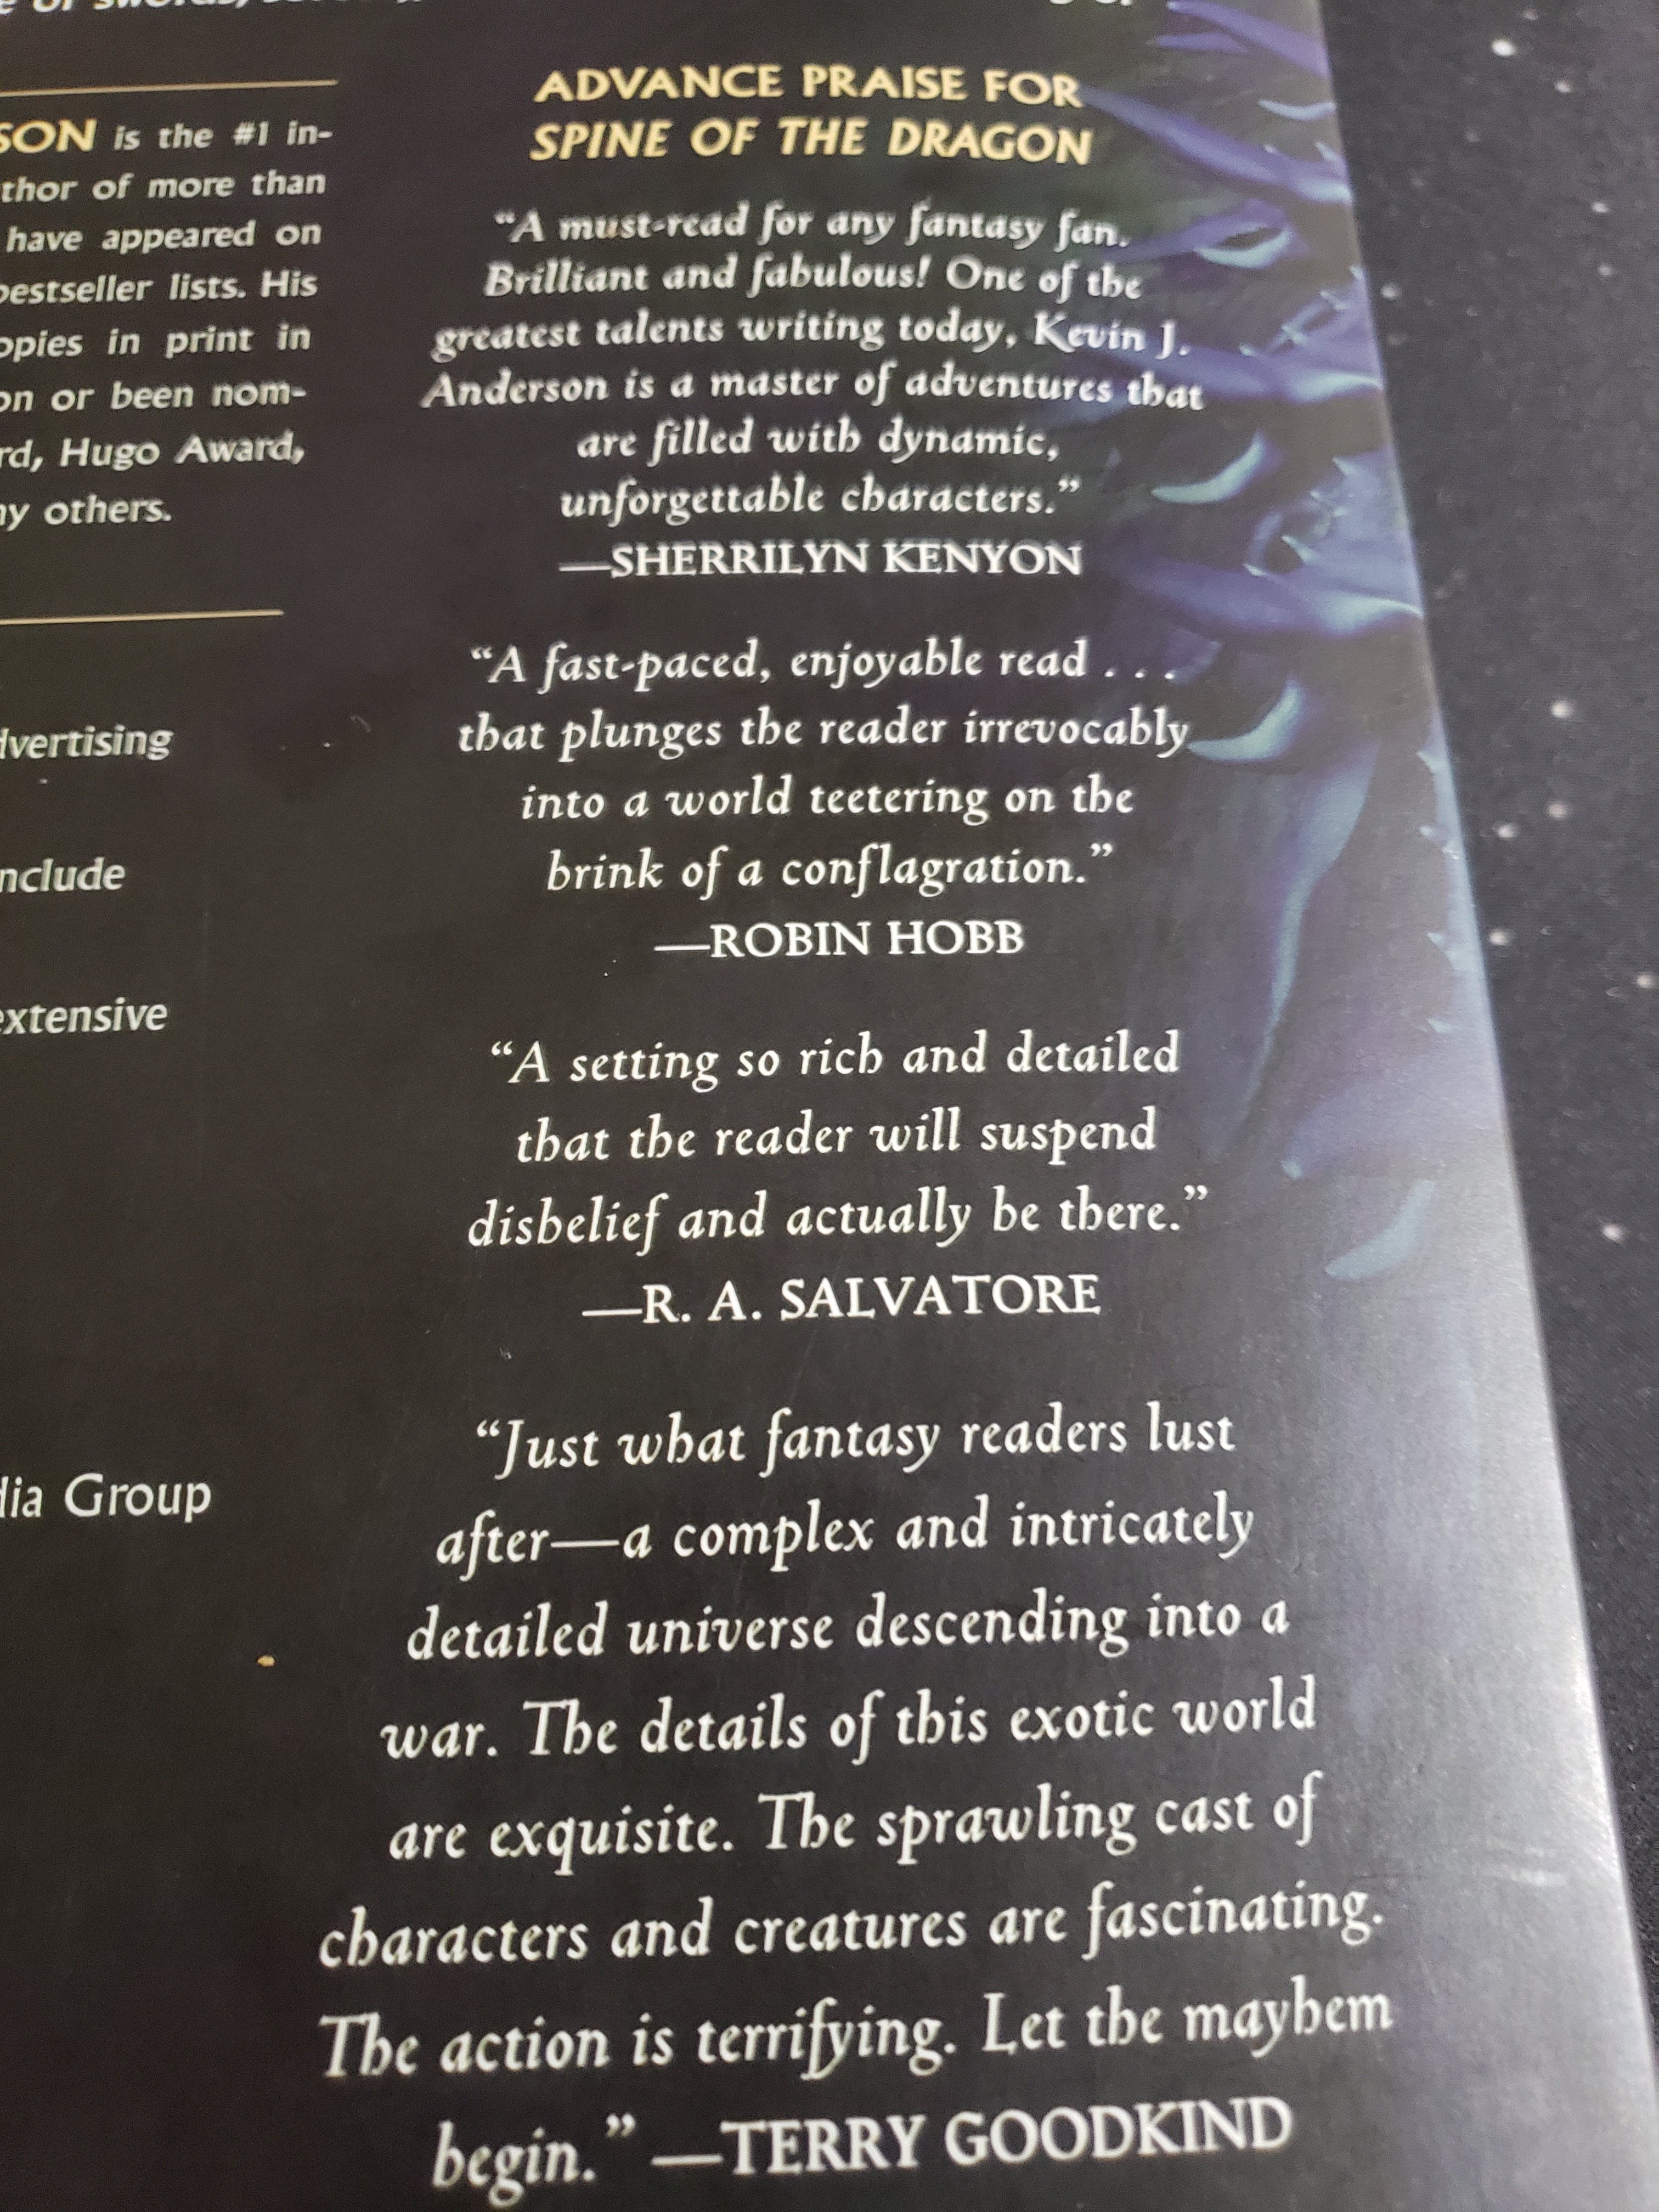 SON is the #1 in-
thor of more than
have appeared on
bestseller lists. His
opies in print in
on or been nom-
rd, Hugo Award,
ny others.
dvertising
nclude
extensive
dia Group
ADVANCE PRAISE FOR
SPINE OF THE DRAGON
“A must-read for any fantasy fan.
Brilliant and fabulous! One of the
greatest talents writing today, Kevin J.
Anderson is a master of adventures that
are filled with dynamic,
unforgettable characters.”
—SHERRILYN KENYON
“A fast-paced, enjoyable read . . .
that plunges the reader irrevocably
into a world teetering on the
brink of a conflagration.”
—ROBIN HOBB
“A setting so rich and detailed
that the reader will suspend
disbelief and actually be there.”
—R. A. SALVATORE
“Just what fantasy readers lust
after—a complex and intricately
detailed universe descending into a
war. The details of this exotic world
are exquisite. The sprawling cast of
characters and creatures are fascinating.
The action is terrifying. Let the mayhem
begin.” —TERRY GOODKIND